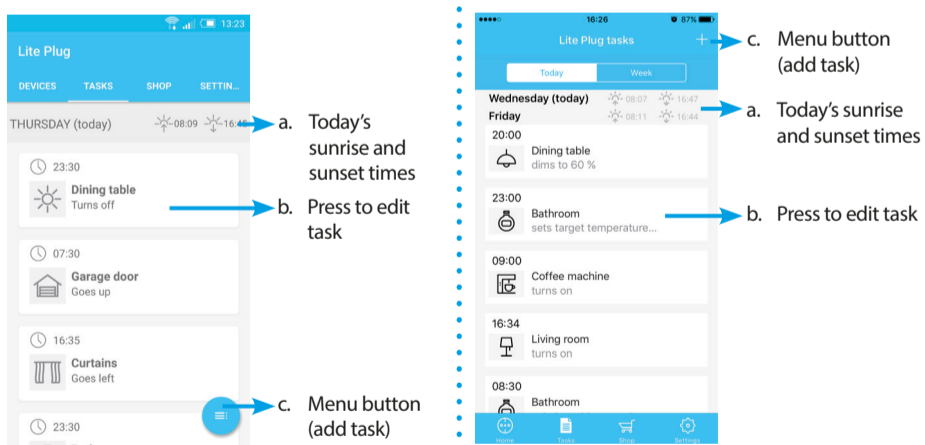 13:23
Lite Plug
DEVICES TASKS SHOP SETTIN...
THURSDAY (today) 08:09 16:45
23:30
Dining table
Turns off
07:30
Garage door
Goes up
16:35
Curtains
Goes left
23:30
a. Today's
sunrise and
sunset times
b. Press to edit
task
c. Menu button
(add task)
16:26 87%
Lite Plug tasks +
Today Week
Wednesday (today) 08:07 16:47
Friday 08:11 16:44
20:00
Dining table
dims to 60 %
23:00
Bathroom
sets target temperature...
09:00
Coffee machine
turns on
16:34
Living room
turns on
08:30
Bathroom
Home Tasks Shop Settings
c. Menu button
(add task)
a. Today's sunrise
and sunset times
b. Press to edit task